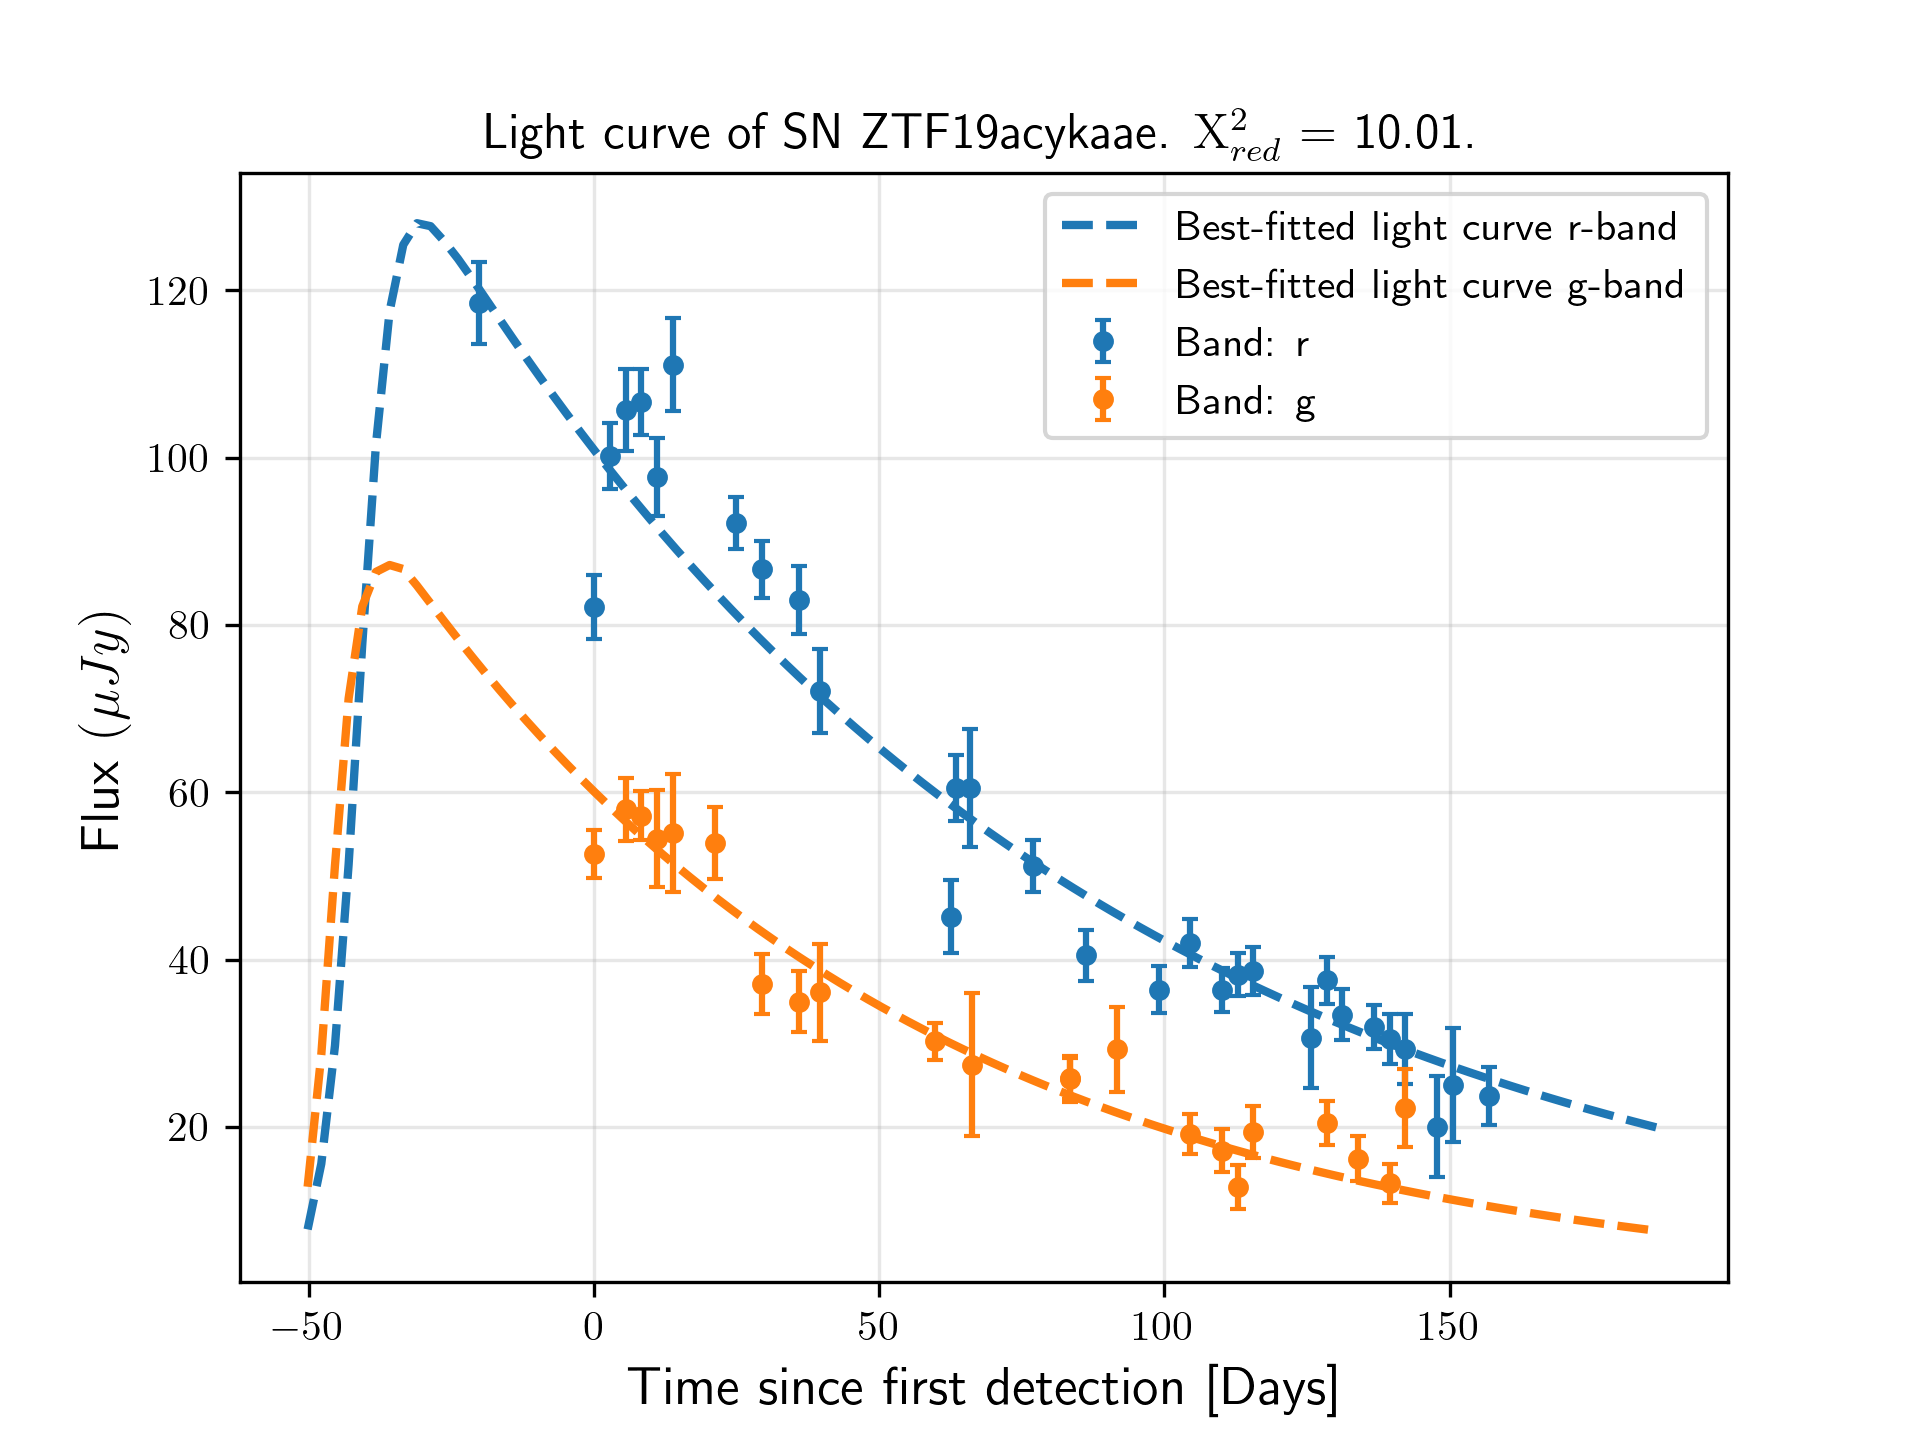 Light curve of SN ZTF19acykaae. Χ²_red = 10.01.
Best-fitted light curve r-band
Best-fitted light curve g-band
Band: r
Band: g
Flux (μJy)
120
100
80
60
40
20
−50 0 50 100 150
Time since first detection [Days]